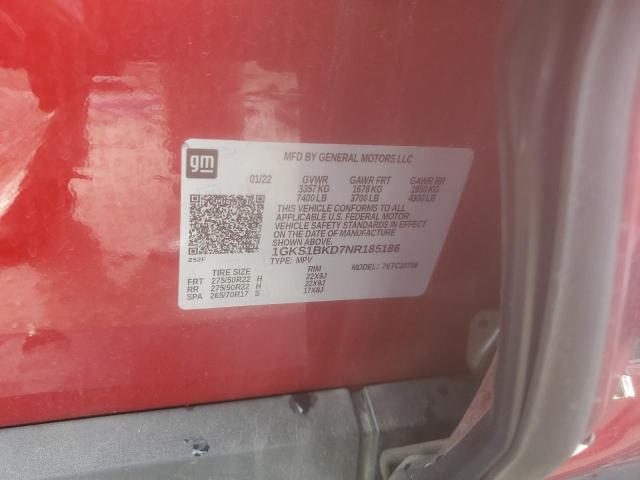 gm
MFD BY GENERAL MOTORS LLC
01/22 GVWR GAWR FRT GAWR RR
3357 KG 1678 KG 1950 KG
7400 LB 3700 LB 4300 LB
THIS VEHICLE CONFORMS TO ALL
APPLICABLE U.S. FEDERAL MOTOR
VEHICLE SAFETY STANDARDS IN EFFECT
ON THE DATE OF MANUFACTURE
SHOWN ABOVE.
1GKS1BKD7NR185186
TYPE: MPV MODEL: 76TC10706
253F
TIRE SIZE RIM
FRT 275/50R22 H 22X9J
RR 275/50R22 H 22X9J
SPA 265/70R17 S 17X8J